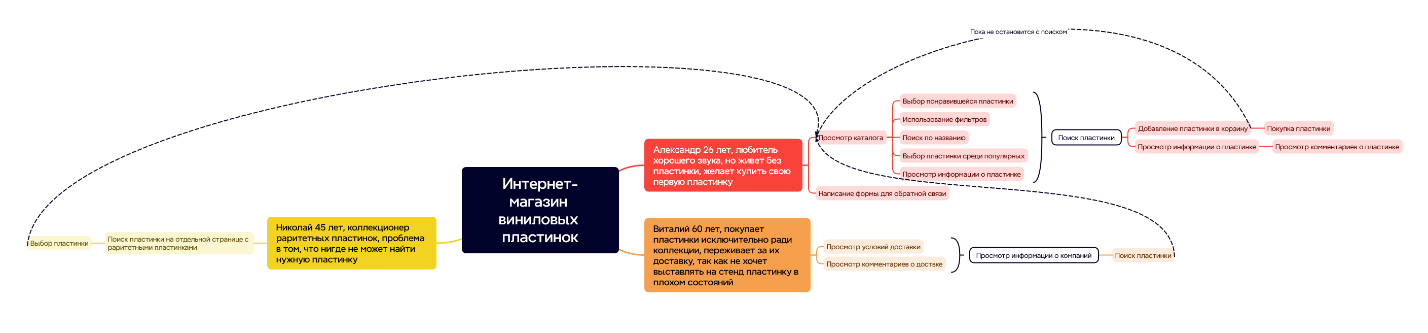 Пока не остановится с поиском
Интернет-
магазин
виниловых
пластинок
Александр 26 лет, любитель
хорошего звука, но живет без
пластинки, желает купить свою
первую пластинку
Просмотр каталога
Выбор понравившейся пластинки
Использование фильтров
Поиск по названию
Выбор пластинки среди популярных
Просмотр информации о пластинке
Поиск пластинки
Добавление пластинки в корзину
Покупка пластинки
Просмотр информации о пластинке
Просмотр комментариев о пластинке
Написание формы для обратной связи
Виталий 60 лет, покупает
пластинки исключительно ради
коллекции, переживает за их
доставку, так как не хочет
выставлять на стенд пластинку в
плохом состояний
Просмотр условий доставки
Просмотр комментариев о доставке
Просмотр информации о компаний
Поиск пластинки
Николай 45 лет, коллекционер
раритетных пластинок, проблема
в том, что нигде не может найти
нужную пластинку
Поиск пластинки на отдельной странице с
раритетными пластинками
Выбор пластинки